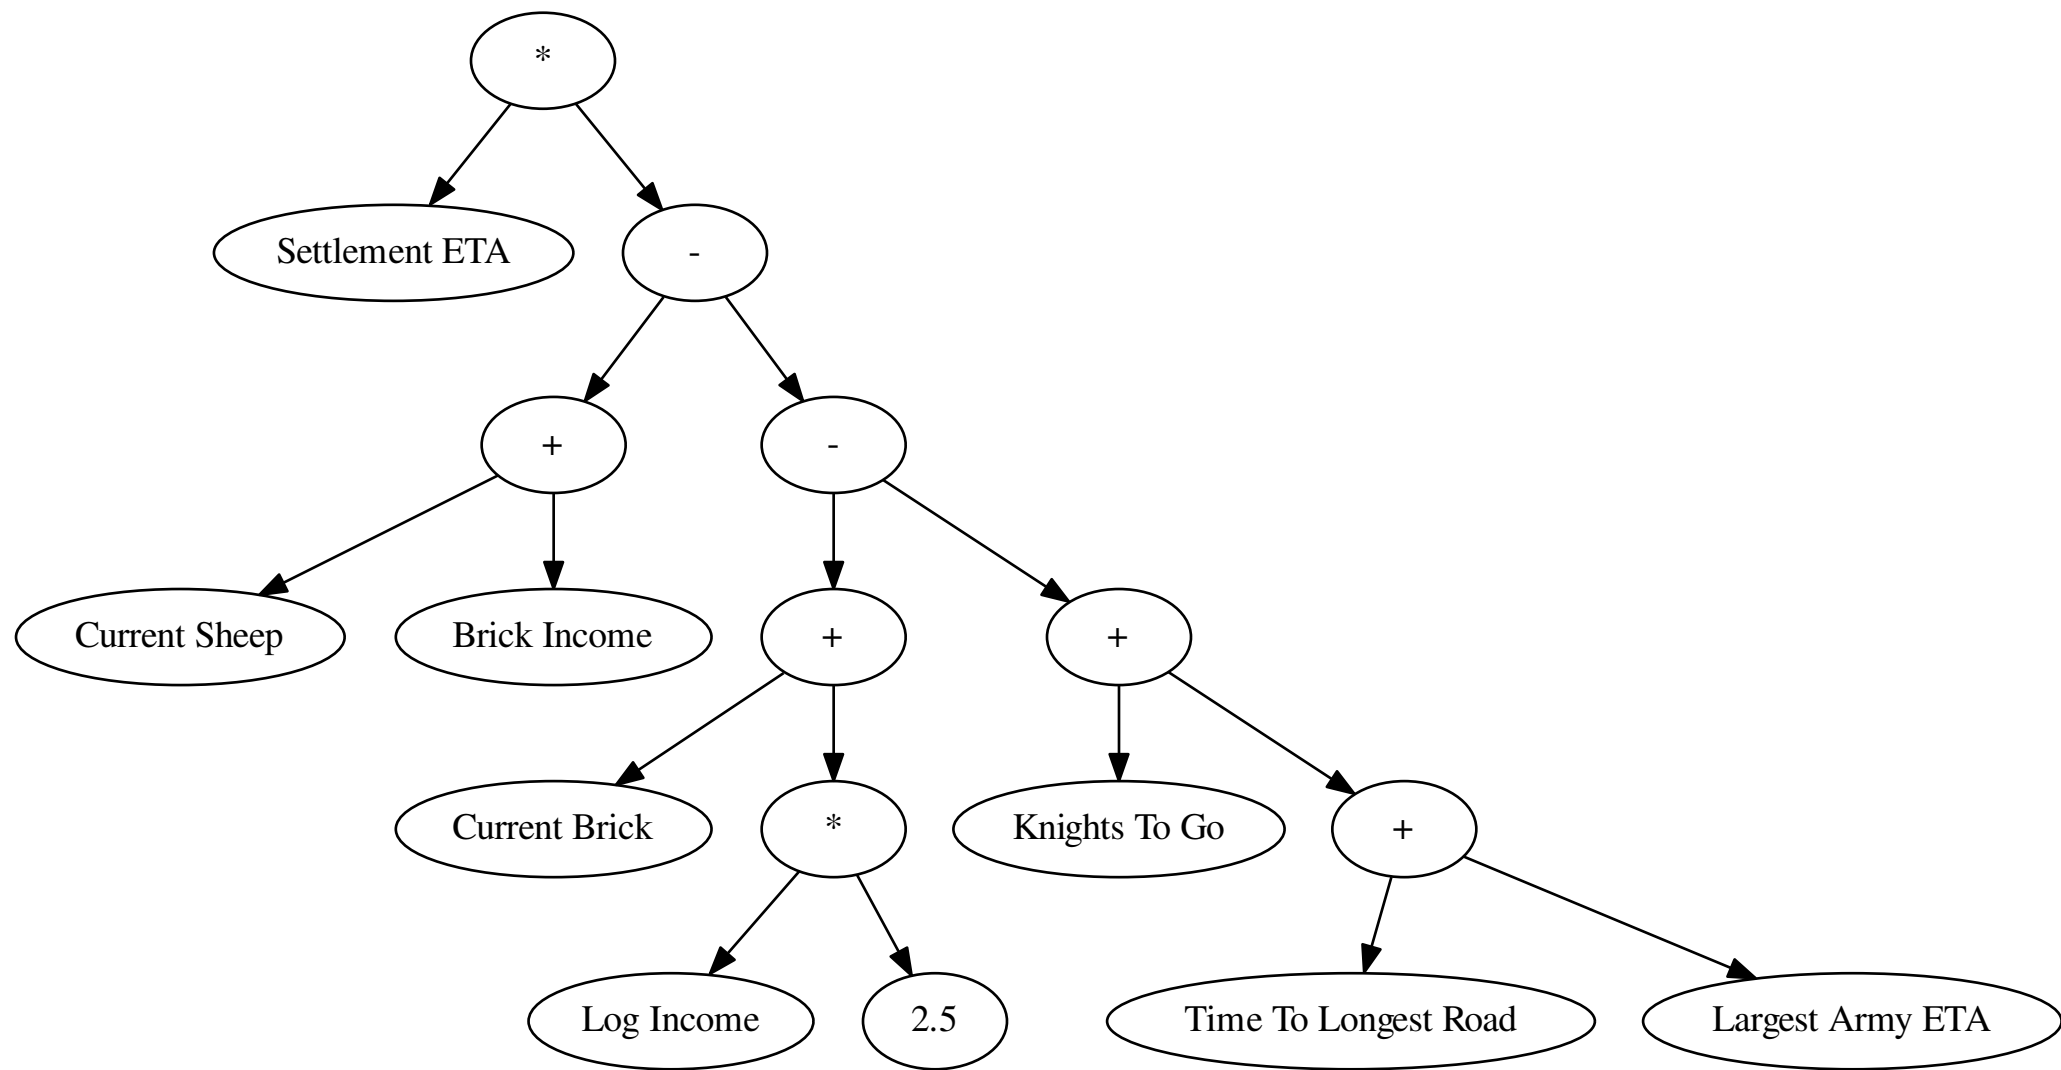 *
Settlement ETA
-
+
-
Current Sheep
Brick Income
+
+
Current Brick
*
Knights To Go
+
Log Income
2.5
Time To Longest Road
Largest Army ETA